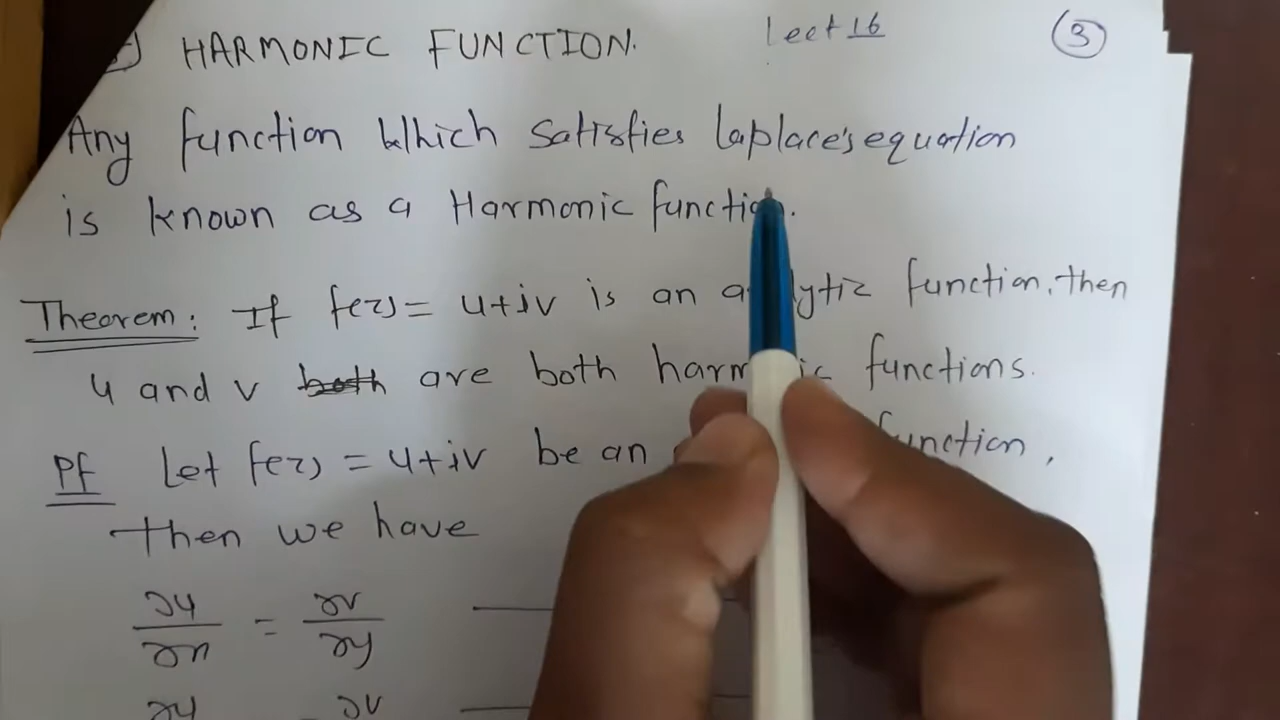 HARMONIC FUNCTION. Lect 16 3
Any function which satisfies laplace's equation
is known as a Harmonic function.
Theorem: If f(z) = u+iv is an analytic function, then
u and v both are both harmonic functions.
Pf Let f(z) = u+iv be an function,
then we have
∂u/∂x = ∂v/∂y
∂u ∂v